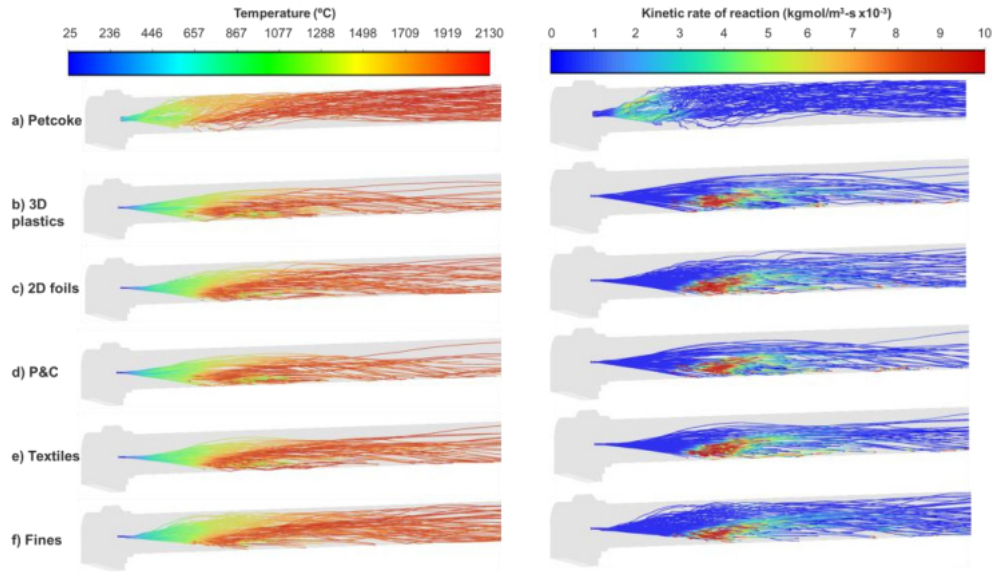 Temperature (ºC)
25 236 446 657 867 1077 1288 1498 1709 1919 2130
Kinetic rate of reaction (kgmol/m³-s x10⁻³)
0 1 2 3 4 5 6 7 8 9 10
a) Petcoke
b) 3D
plastics
c) 2D foils
d) P&C
e) Textiles
f) Fines